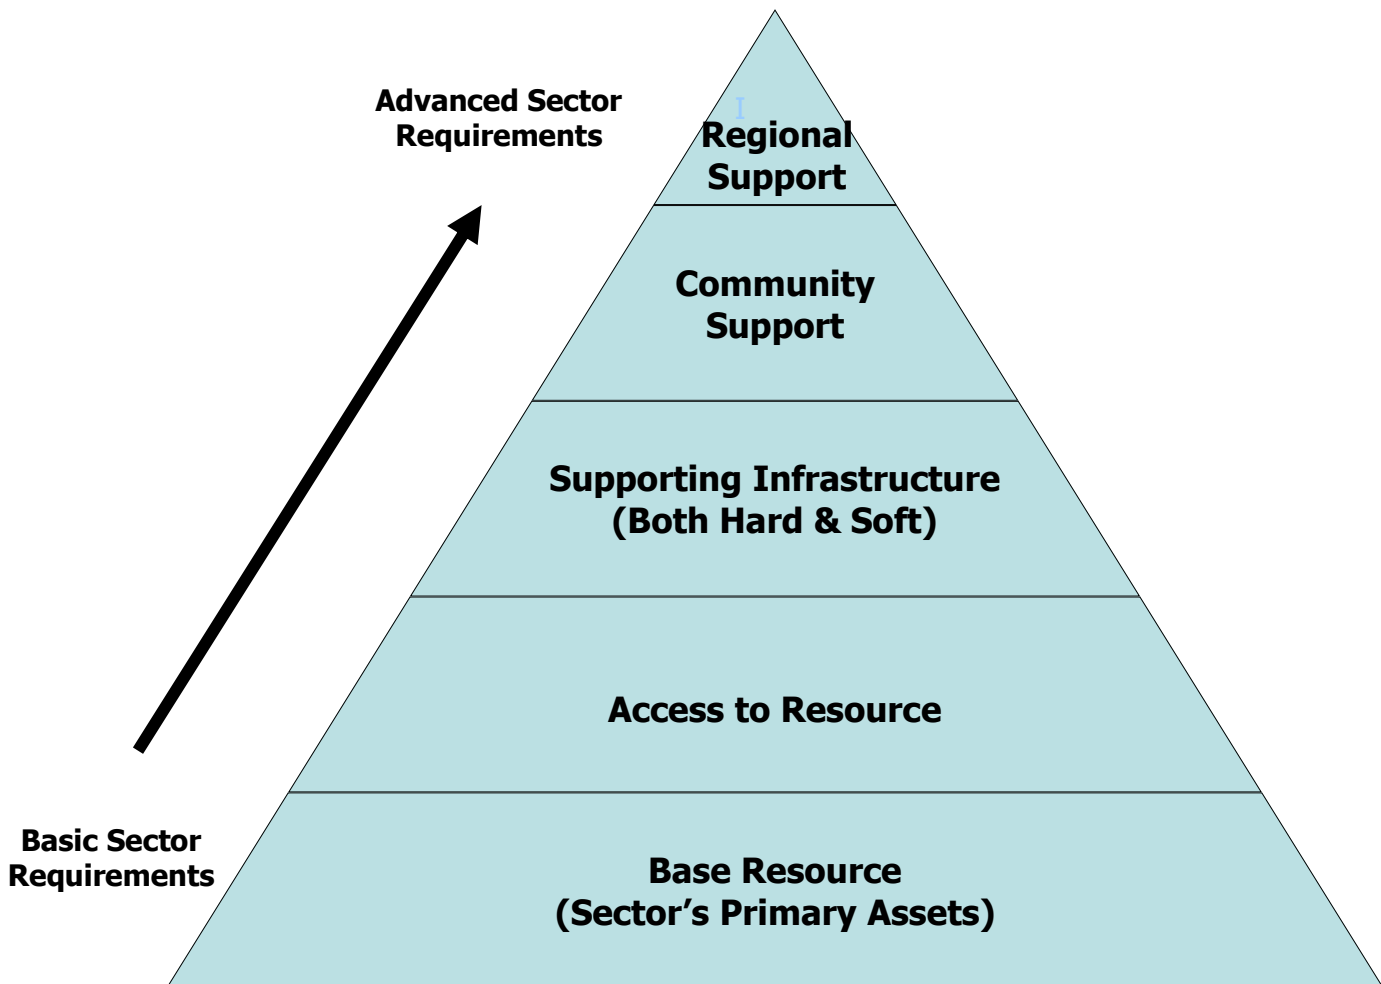 Advanced Sector
Requirements
Regional
Support
Community
Support
Supporting Infrastructure
(Both Hard & Soft)
Access to Resource
Basic Sector
Requirements
Base Resource
(Sector’s Primary Assets)